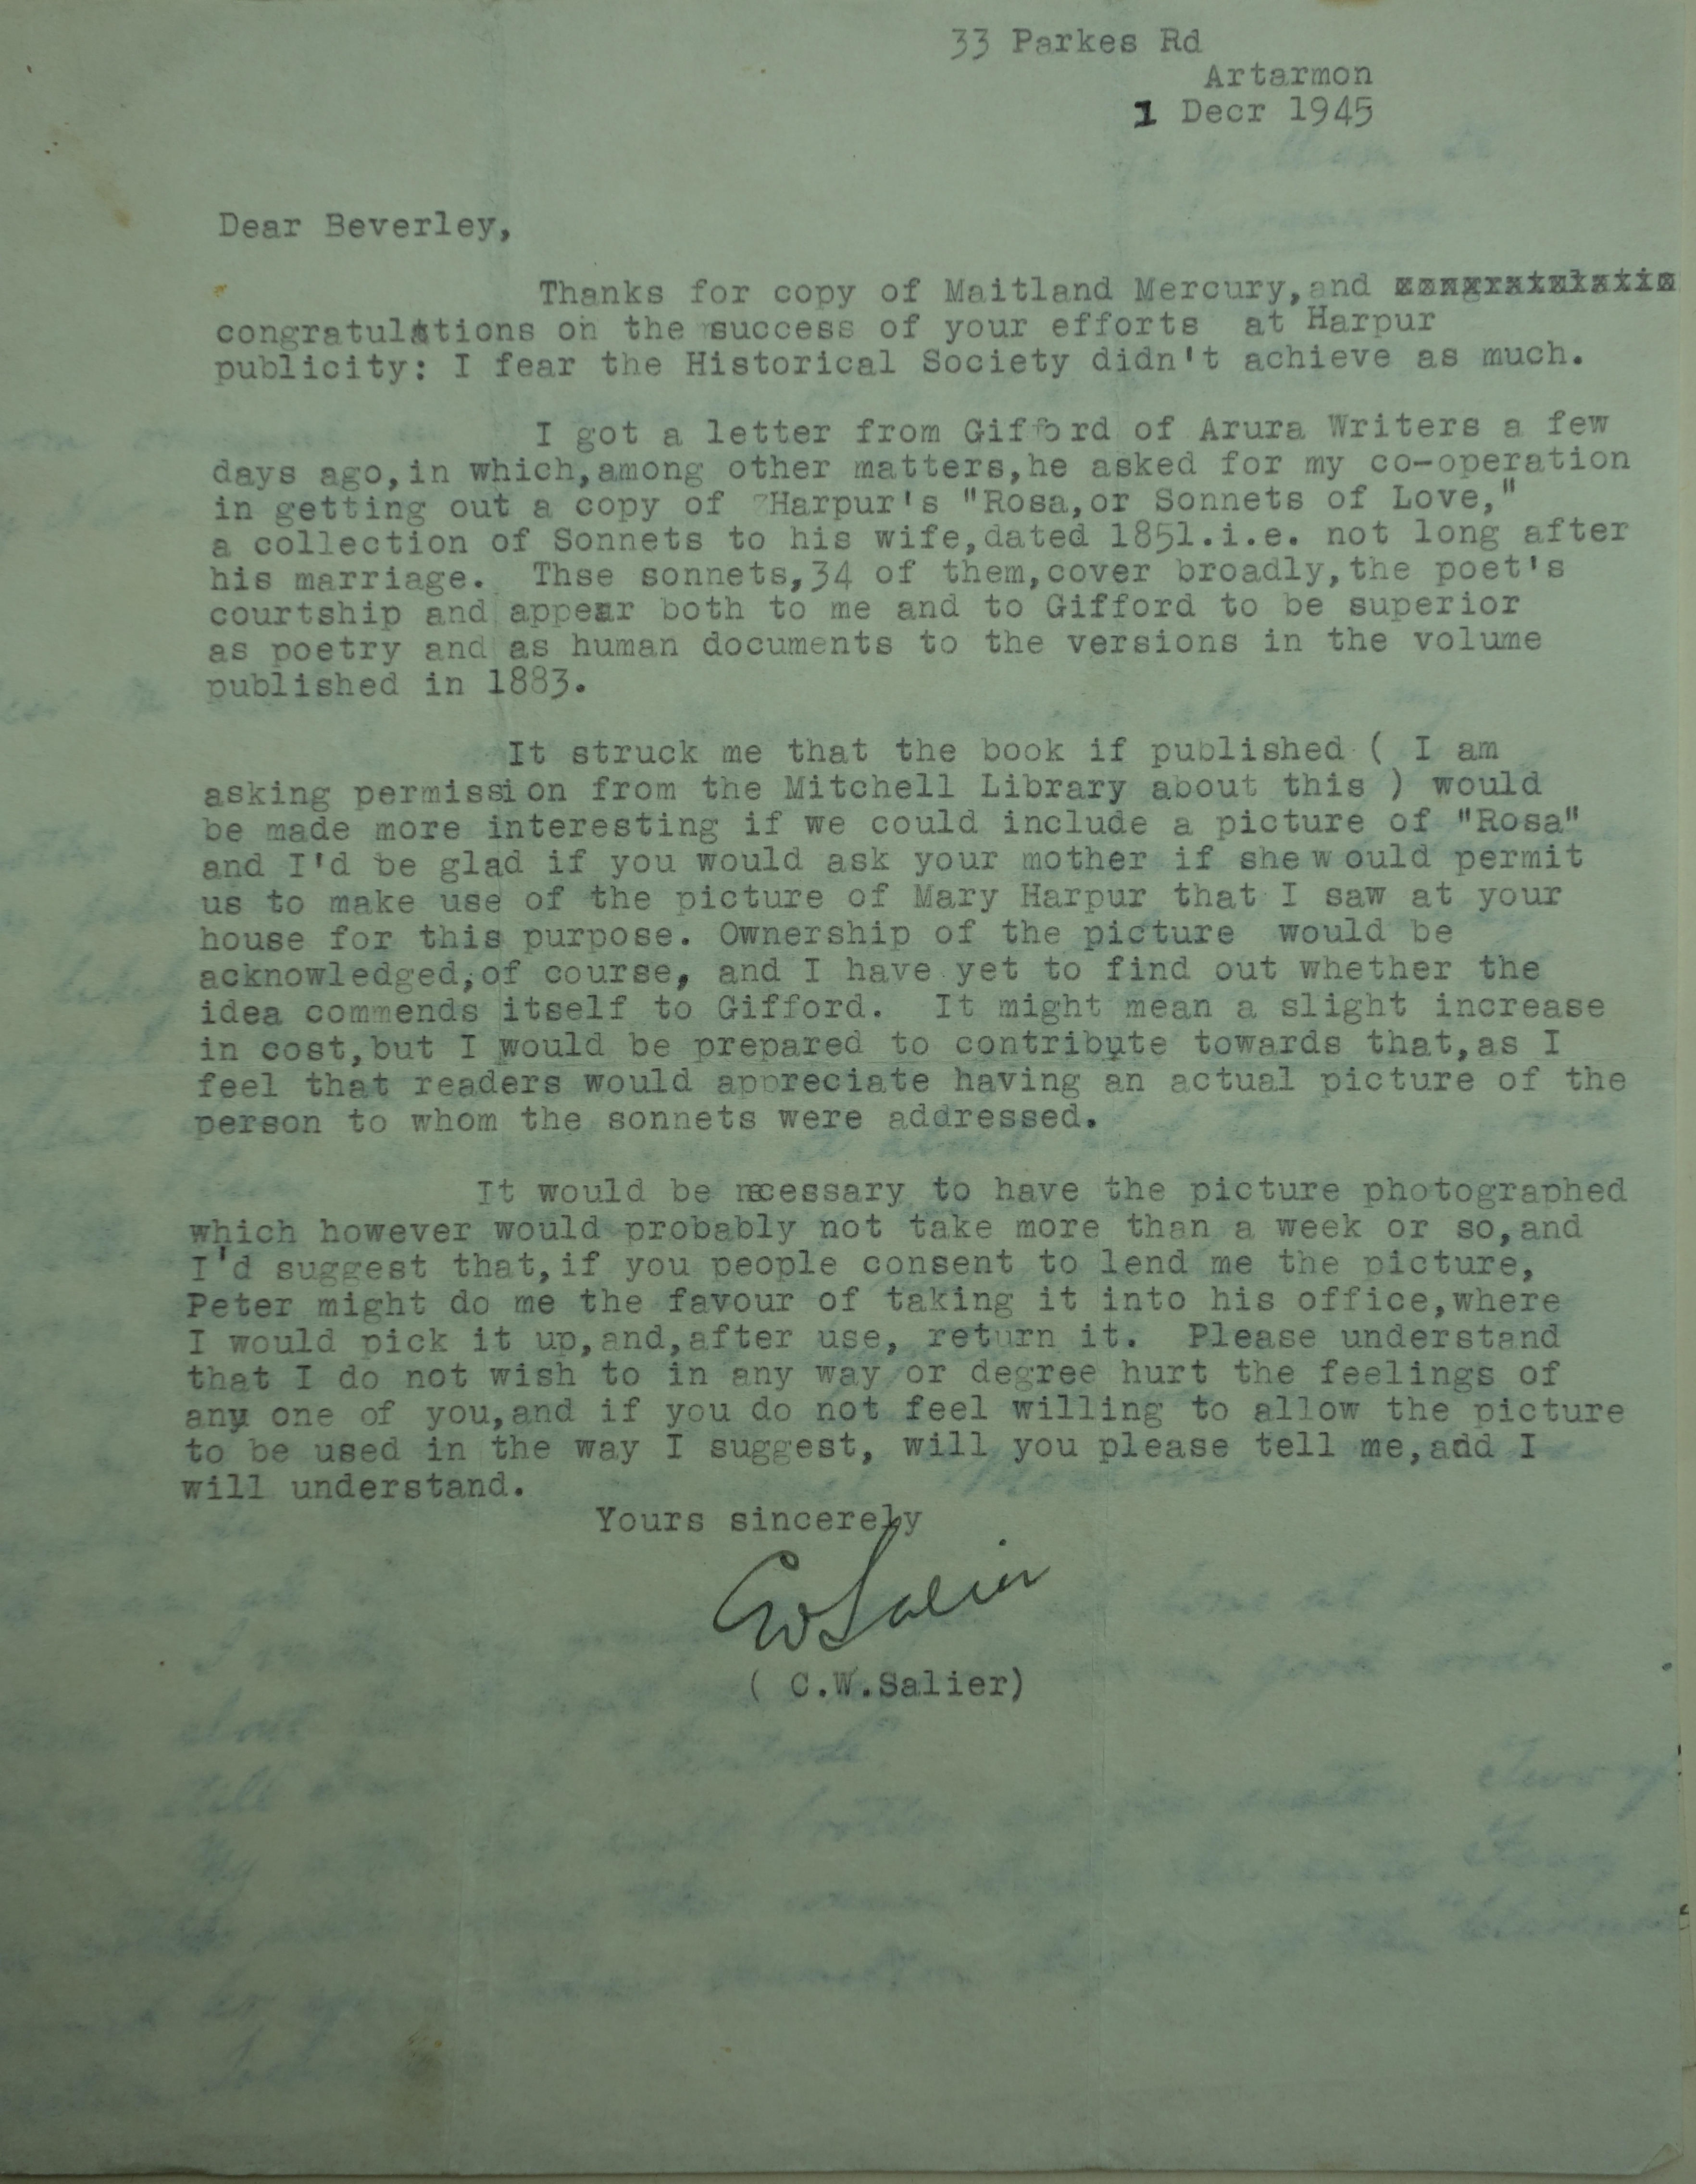 33 Parkes Rd
Artarmon
1 Decr 1945
Dear Beverley,
Thanks for copy of Maitland Mercury,and
congratulations on the success of your efforts at Harpur
publicity: I fear the Historical Society didn't achieve as much.
I got a letter from Gifford of Arura Writers a few
days ago,in which,among other matters,he asked for my co-operation
in getting out a copy of Harpur's "Rosa,or Sonnets of Love,"
a collection of Sonnets to his wife,dated 1851.i.e. not long after
his marriage. Thse sonnets,34 of them,cover broadly,the poet's
courtship and appear both to me and to Gifford to be superior
as poetry and as human documents to the versions in the volume
published in 1883.
It struck me that the book if published ( I am
asking permission from the Mitchell Library about this ) would
be made more interesting if we could include a picture of "Rosa"
and I'd be glad if you would ask your mother if she would permit
us to make use of the picture of Mary Harpur that I saw at your
house for this purpose. Ownership of the picture would be
acknowledged,of course, and I have yet to find out whether the
idea commends itself to Gifford. It might mean a slight increase
in cost,but I would be prepared to contribute towards that,as I
feel that readers would appreciate having an actual picture of the
person to whom the sonnets were addressed.
It would be necessary to have the picture photographed
which however would probably not take more than a week or so,and
I'd suggest that,if you people consent to lend me the picture,
Peter might do me the favour of taking it into his office,where
I would pick it up,and,after use, return it. Please understand
that I do not wish to in any way or degree hurt the feelings of
any one of you,and if you do not feel willing to allow the picture
to be used in the way I suggest, will you please tell me,and I
will understand.
Yours sincerely
CWSalier
( C.W.Salier)